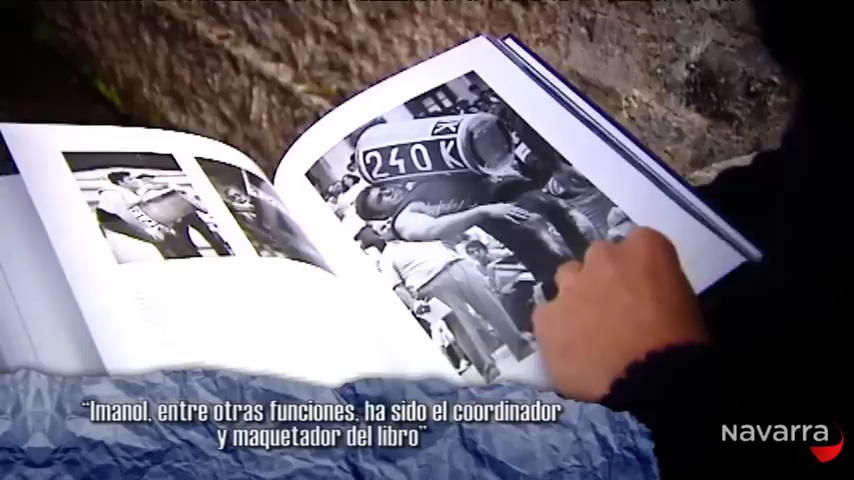 240 K
K
"Imanol, entre otras funciones, ha sido el coordinador
y maquetador del libro"
NAVARRA